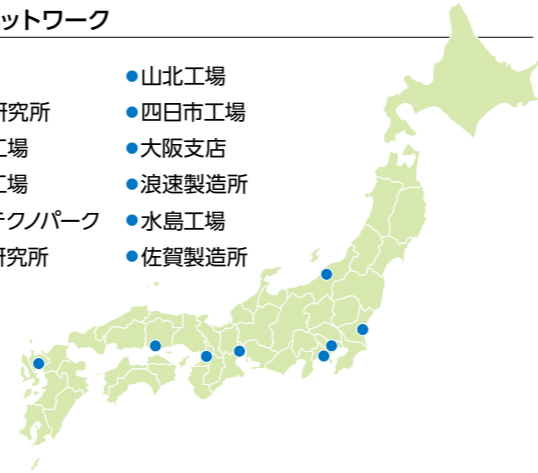 ットワーク
研究所
工場
工場
テクノパーク
研究所
●山北工場
●四日市工場
●大阪支店
●浪速製造所
●水島工場
●佐賀製造所